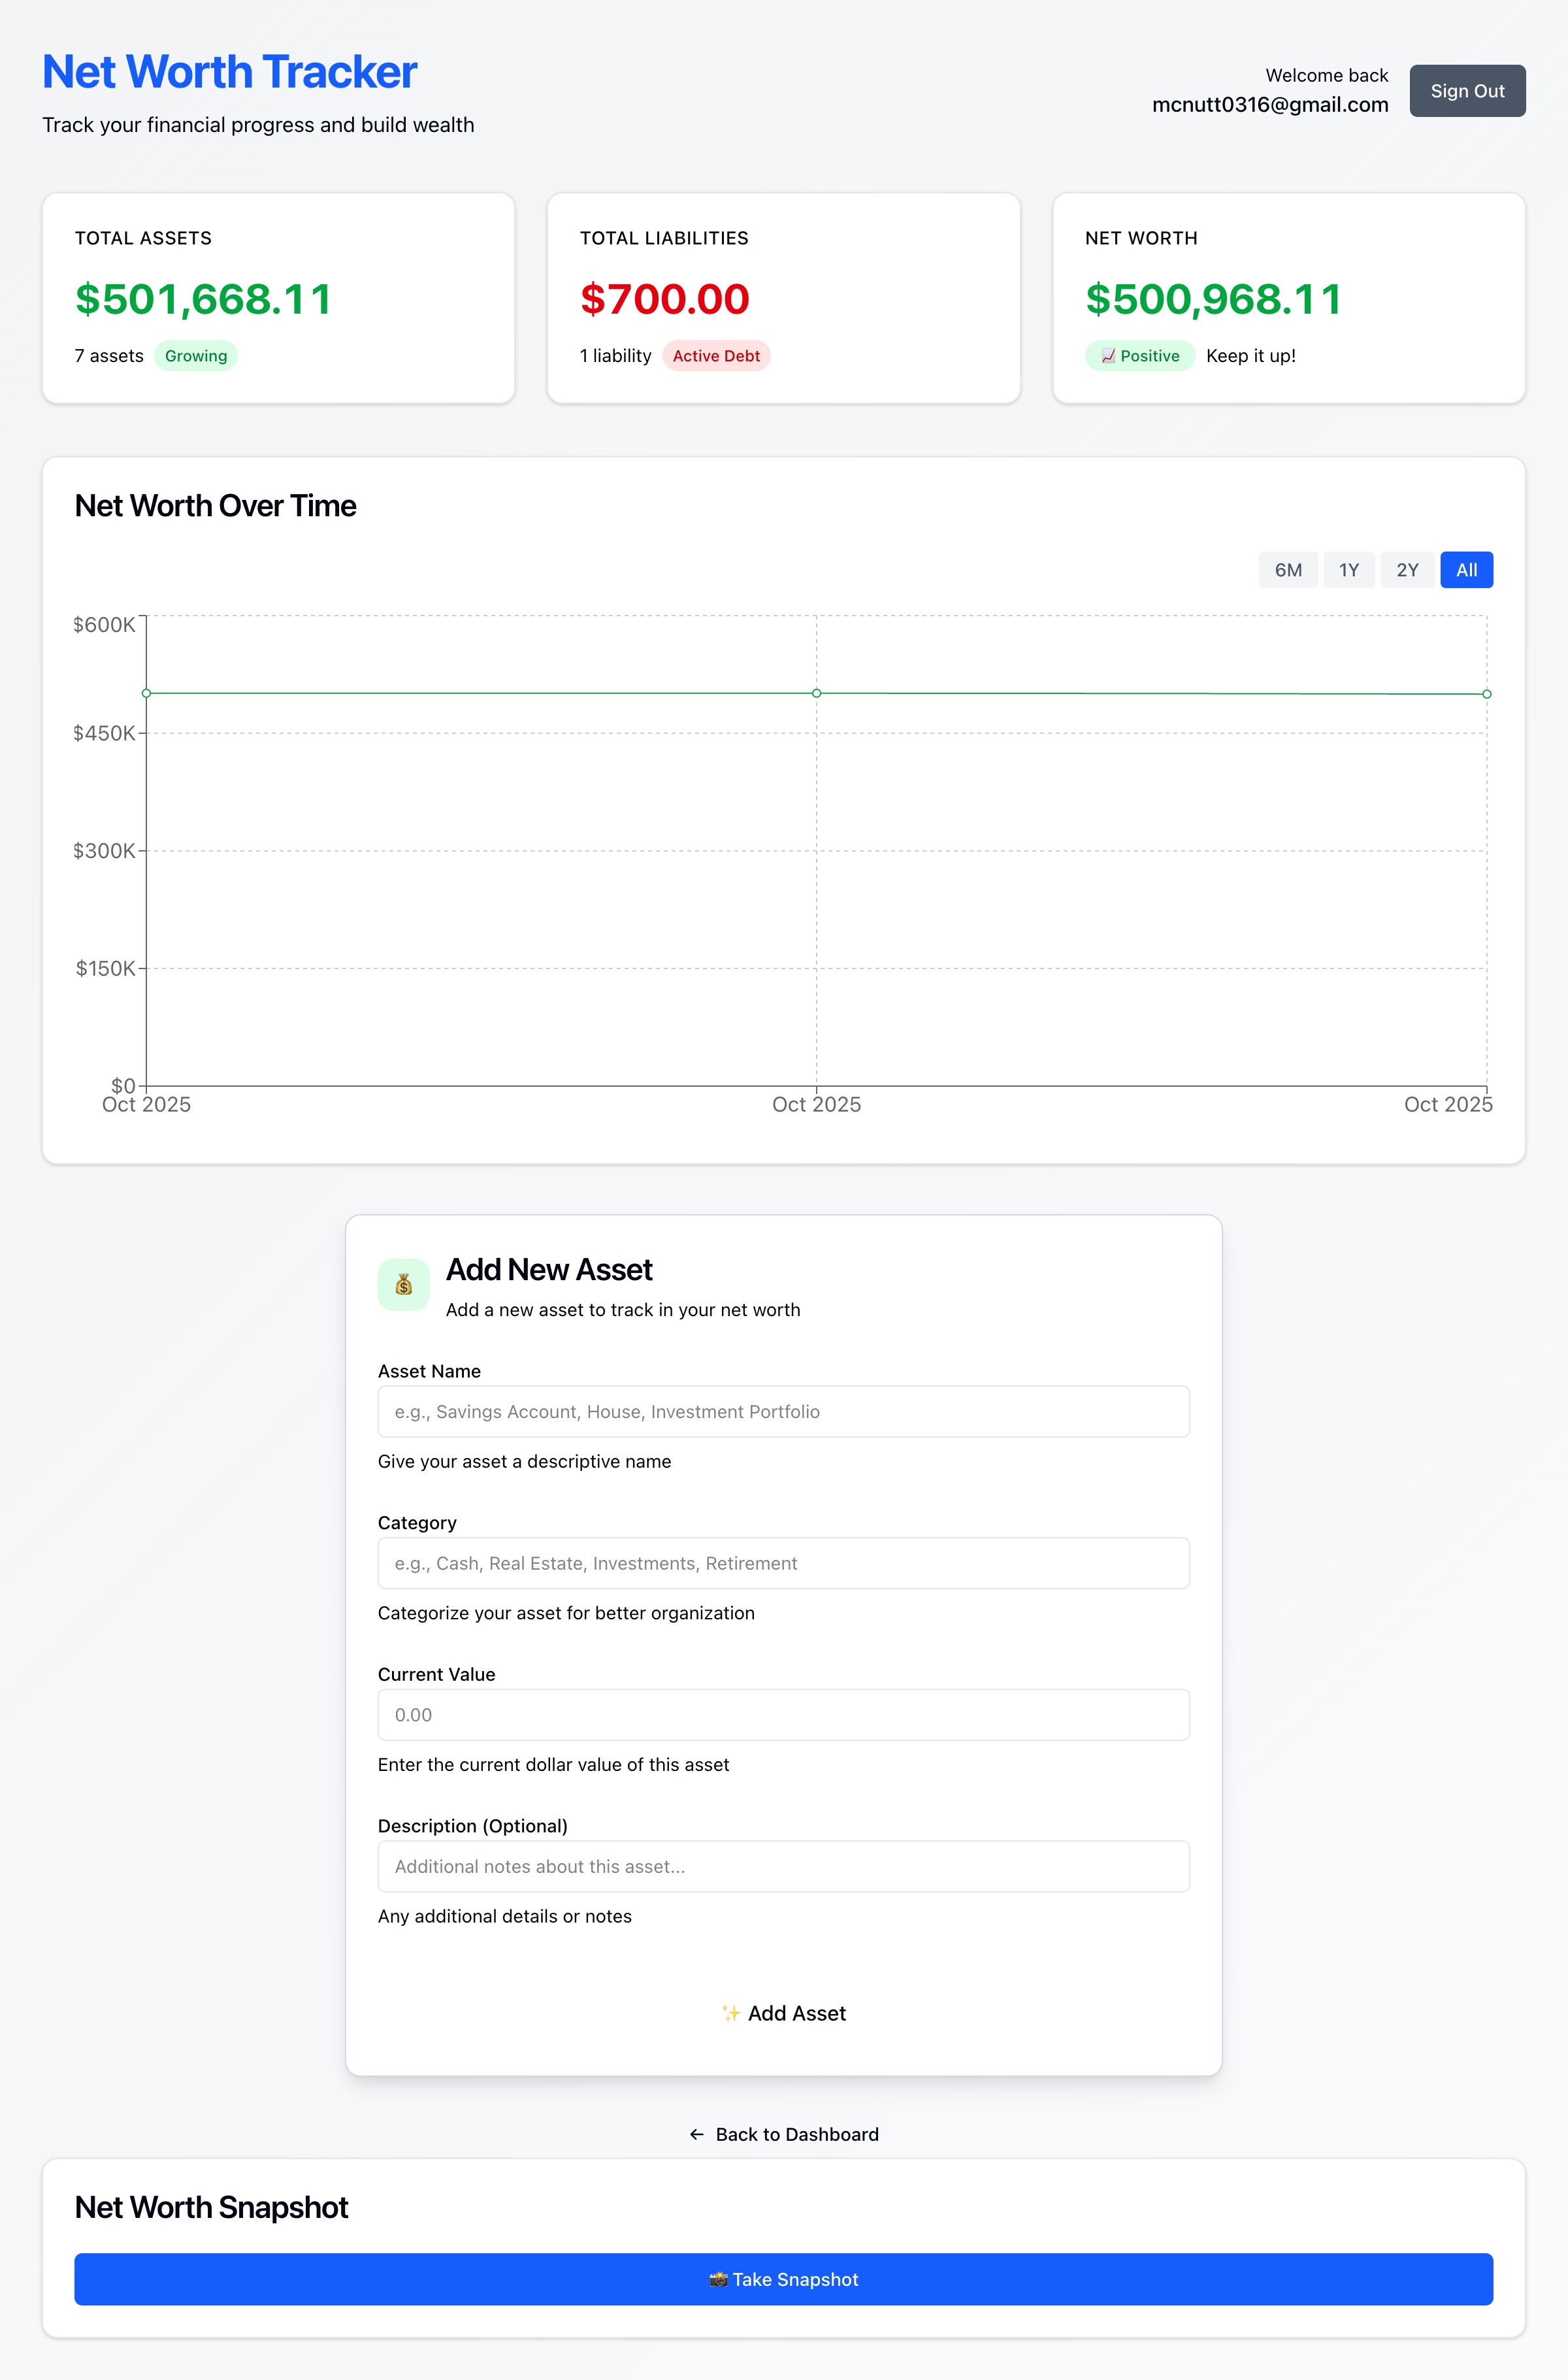 Net Worth Tracker
Track your financial progress and build wealth
Welcome back
mcnutt0316@gmail.com
Sign Out
TOTAL ASSETS
$501,668.11
7 assets Growing
TOTAL LIABILITIES
$700.00
1 liability Active Debt
NET WORTH
$500,968.11
📈 Positive Keep it up!
Net Worth Over Time
6M 1Y 2Y All
$600K
$450K
$300K
$150K
$0
Oct 2025 Oct 2025 Oct 2025
Add New Asset
Add a new asset to track in your net worth
Asset Name
e.g., Savings Account, House, Investment Portfolio
Give your asset a descriptive name
Category
e.g., Cash, Real Estate, Investments, Retirement
Categorize your asset for better organization
Current Value
0.00
Enter the current dollar value of this asset
Description (Optional)
Additional notes about this asset...
Any additional details or notes
✨ Add Asset
← Back to Dashboard
Net Worth Snapshot
📸 Take Snapshot